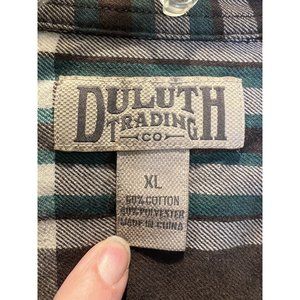 DULUTH
TRADING
CO
XL
60% COTTON
40% POLYESTER
MADE IN CHINA